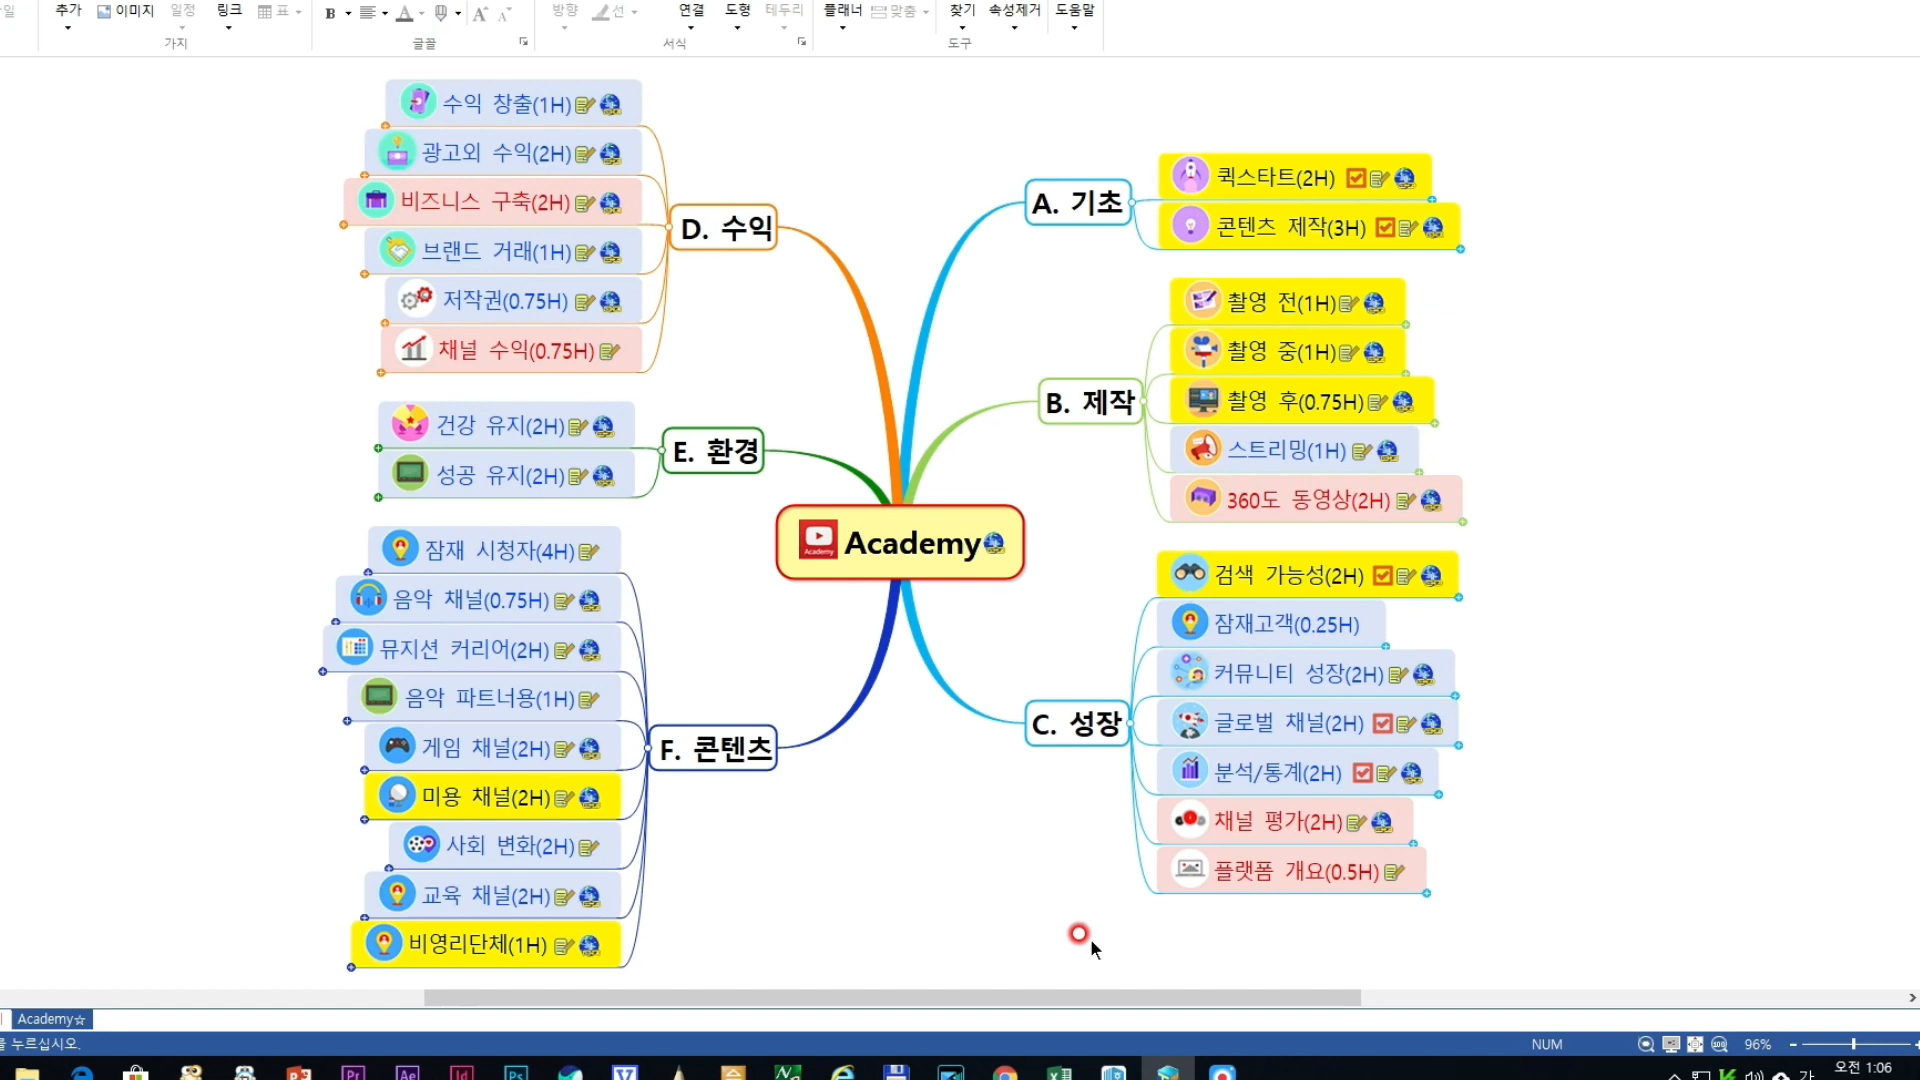 추가 이미지 일정 링크 표
방향 선 연결 도형 테두리
플래너 맞춤 찾기 속성제거 도움말
가지 글꼴 서식 도구
수익 창출(1H)
광고외 수익(2H)
비즈니스 구축(2H)
브랜드 거래(1H)
저작권(0.75H)
채널 수익(0.75H)
D. 수익
건강 유지(2H)
성공 유지(2H)
E. 환경
잠재 시청자(4H)
음악 채널(0.75H)
뮤지션 커리어(2H)
음악 파트너용(1H)
게임 채널(2H)
미용 채널(2H)
사회 변화(2H)
교육 채널(2H)
비영리단체(1H)
F. 콘텐츠
Academy
Academy
A. 기초
퀵스타트(2H)
콘텐츠 제작(3H)
B. 제작
촬영 전(1H)
촬영 중(1H)
촬영 후(0.75H)
스트리밍(1H)
360도 동영상(2H)
C. 성장
검색 가능성(2H)
잠재고객(0.25H)
커뮤니티 성장(2H)
글로벌 채널(2H)
분석/통계(2H)
채널 평가(2H)
플랫폼 개요(0.5H)
Academy☆
를 누르십시오. NUM 96%
Pr Ae Id Ps
오전 1:06